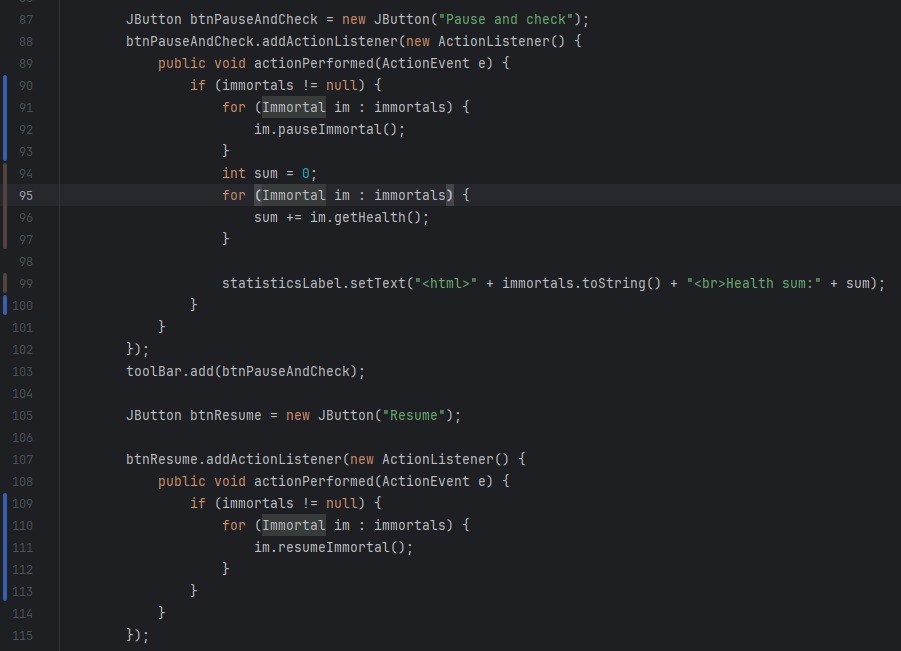 87 JButton btnPauseAndCheck = new JButton("Pause and check");
88 btnPauseAndCheck.addActionListener(new ActionListener() {
89 public void actionPerformed(ActionEvent e) {
90 if (immortals != null) {
91 for (Immortal im : immortals) {
92 im.pauseImmortal();
93 }
94 int sum = 0;
95 for (Immortal im : immortals) {
96 sum += im.getHealth();
97 }
98
99 statisticsLabel.setText("<html>" + immortals.toString() + "<br>Health sum:" + sum);
100 }
101 }
102 });
103 toolBar.add(btnPauseAndCheck);
104
105 JButton btnResume = new JButton("Resume");
106
107 btnResume.addActionListener(new ActionListener() {
108 public void actionPerformed(ActionEvent e) {
109 if (immortals != null) {
110 for (Immortal im : immortals) {
111 im.resumeImmortal();
112 }
113 }
114 }
115 });